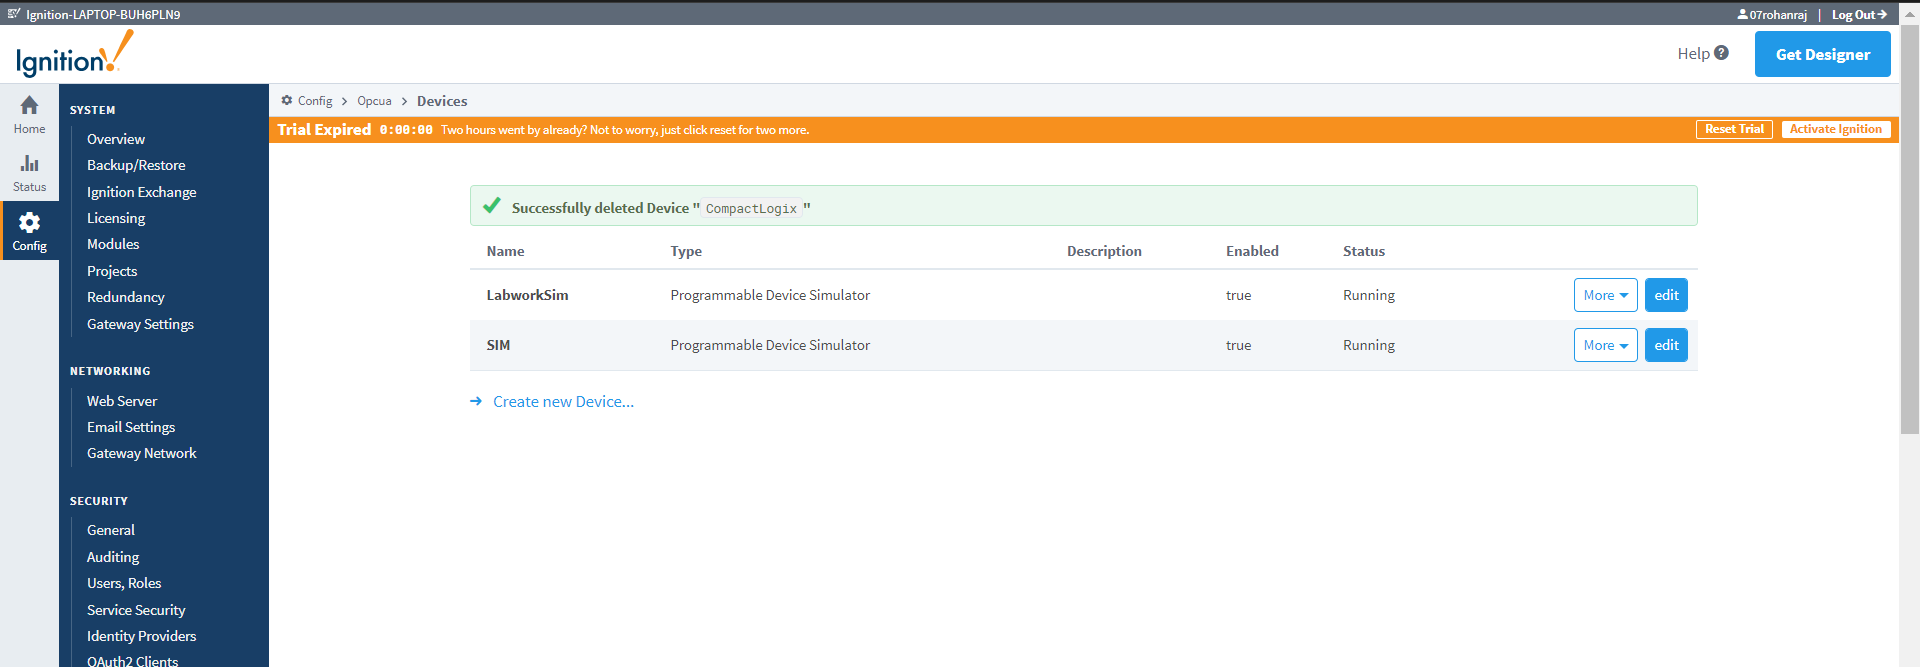 Ignition-LAPTOP-BUH6PLN9
07rohanraj | Log Out
Ignition!
Help ?
Get Designer
Home
Status
Config
SYSTEM
Overview
Backup/Restore
Ignition Exchange
Licensing
Modules
Projects
Redundancy
Gateway Settings
NETWORKING
Web Server
Email Settings
Gateway Network
SECURITY
General
Auditing
Users, Roles
Service Security
Identity Providers
OAuth2 Clients
Config > Opcua > Devices
Trial Expired 0:00:00 Two hours went by already? Not to worry, just click reset for two more.
Reset Trial
Activate Ignition
Successfully deleted Device "CompactLogix"
Name Type Description Enabled Status
LabworkSim Programmable Device Simulator true Running More edit
SIM Programmable Device Simulator true Running More edit
Create new Device...